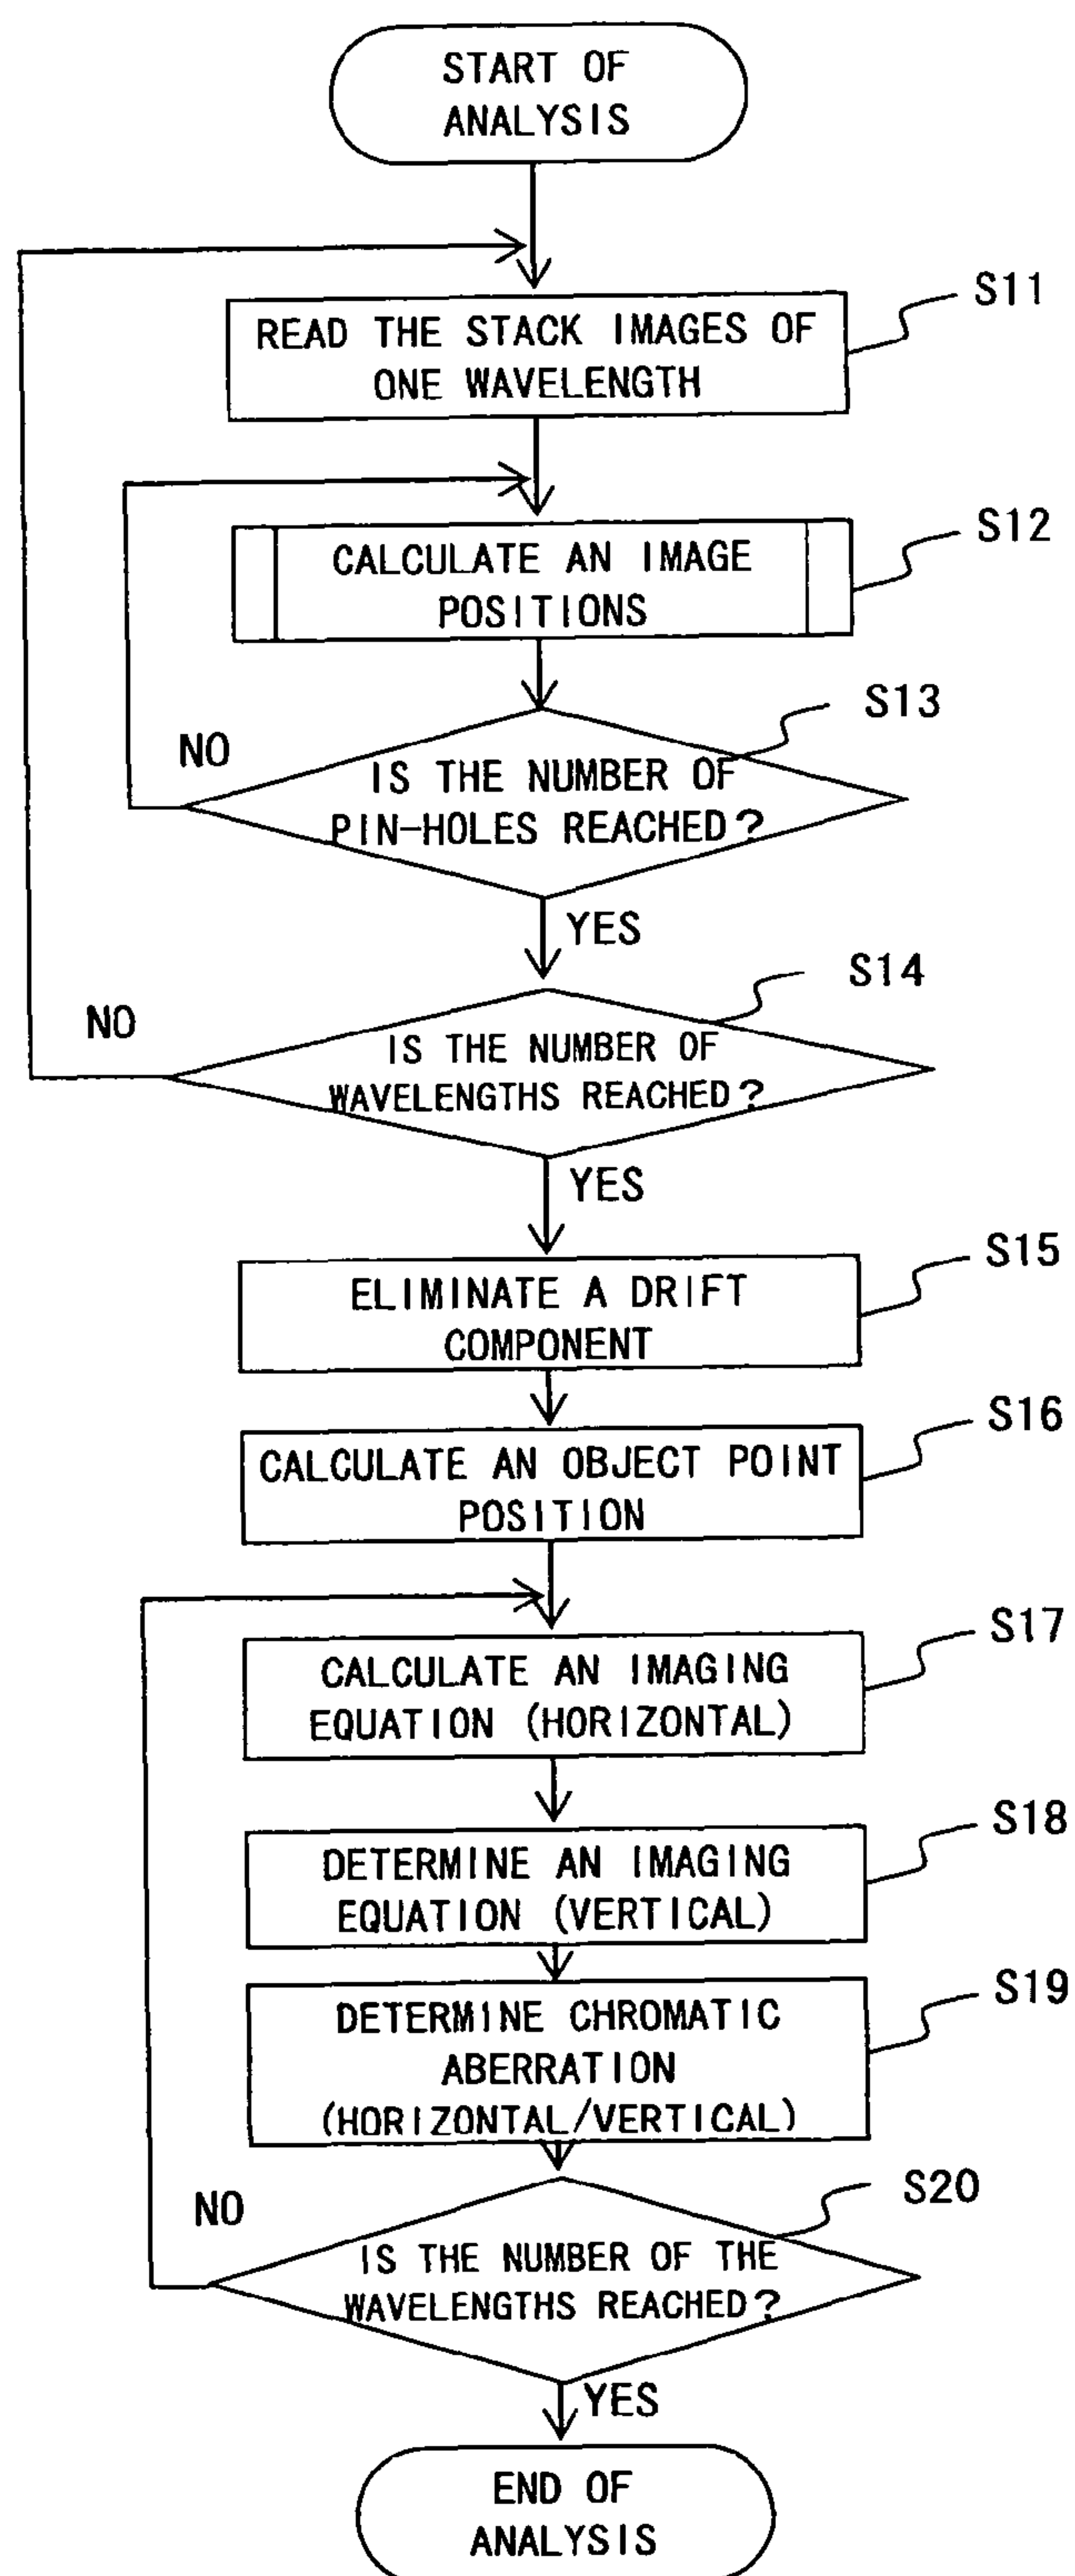 START OF
ANALYSIS
S11
READ THE STACK IMAGES OF
ONE WAVELENGTH
S12
CALCULATE AN IMAGE
POSITIONS
S13
NO
IS THE NUMBER OF
PIN-HOLES REACHED?
YES
S14
NO
IS THE NUMBER OF
WAVELENGTHS REACHED?
YES
S15
ELIMINATE A DRIFT
COMPONENT
S16
CALCULATE AN OBJECT POINT
POSITION
S17
CALCULATE AN IMAGING
EQUATION (HORIZONTAL)
S18
DETERMINE AN IMAGING
EQUATION (VERTICAL)
S19
DETERMINE CHROMATIC
ABERRATION
(HORIZONTAL/VERTICAL)
S20
NO
IS THE NUMBER OF THE
WAVELENGTHS REACHED?
YES
END OF
ANALYSIS